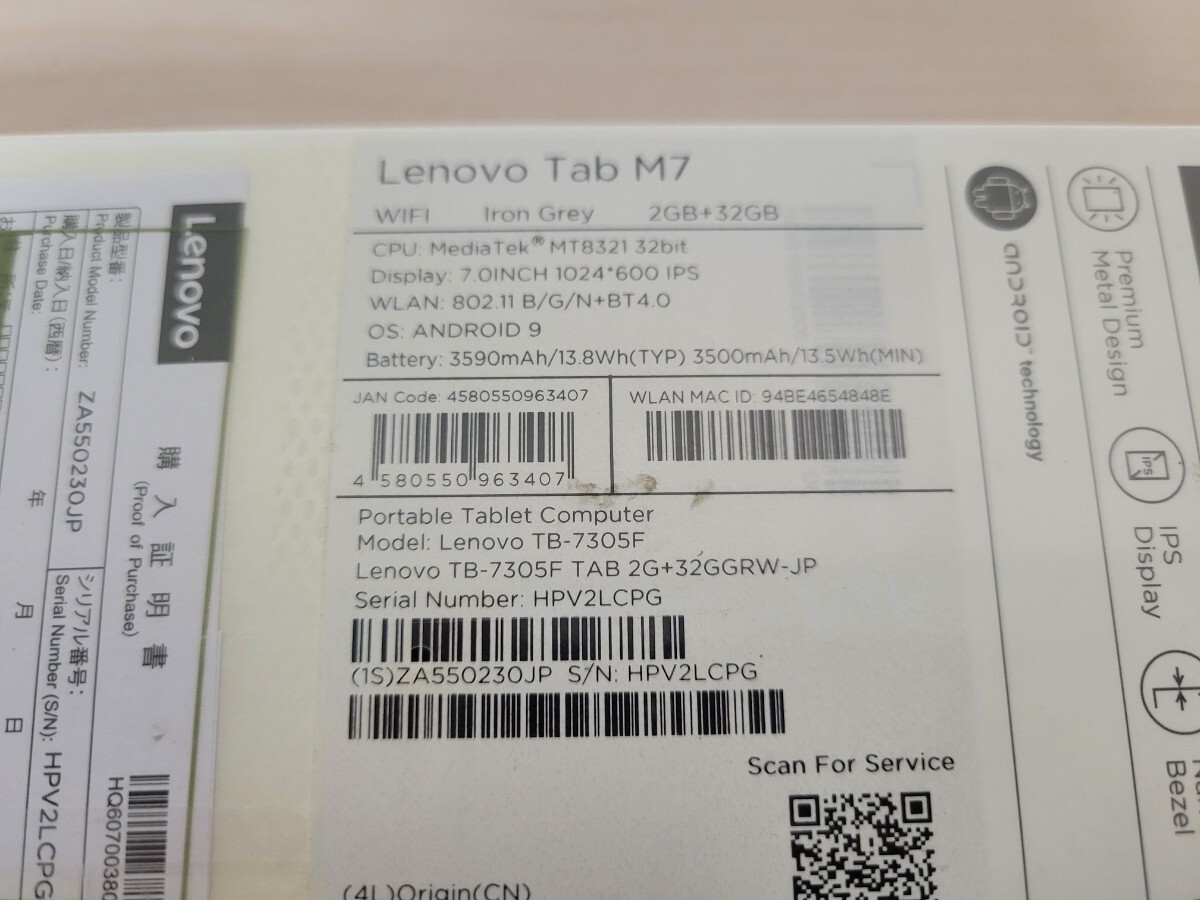 Lenovo
製品型番:
Product Model Number: ZA550230JP
購入日/納入日(西暦):
Purchase Date:
年 月 日
購入証明書
(Proof of Purchase)
シリアル番号:
Serial Number (S/N): HPV2LCPG
Lenovo Tab M7
WIFI Iron Grey 2GB+32GB
CPU: MediaTek® MT8321 32bit
Display: 7.0INCH 1024*600 IPS
WLAN: 802.11 B/G/N+BT4.0
OS: ANDROID 9
Battery: 3590mAh/13.8Wh(TYP) 3500mAh/13.5Wh(MIN)
JAN Code: 4580550963407
4 580550 963407
WLAN MAC ID: 94BE4654848E
Portable Tablet Computer
Model: Lenovo TB-7305F
Lenovo TB-7305F TAB 2G+32GGRW-JP
Serial Number: HPV2LCPG
(1S)ZA550230JP S/N: HPV2LCPG
Scan For Service
(4L)Origin(CN)
ANDROID™ technology
Premium
Metal Design
IPS
IPS
Display
Bezel